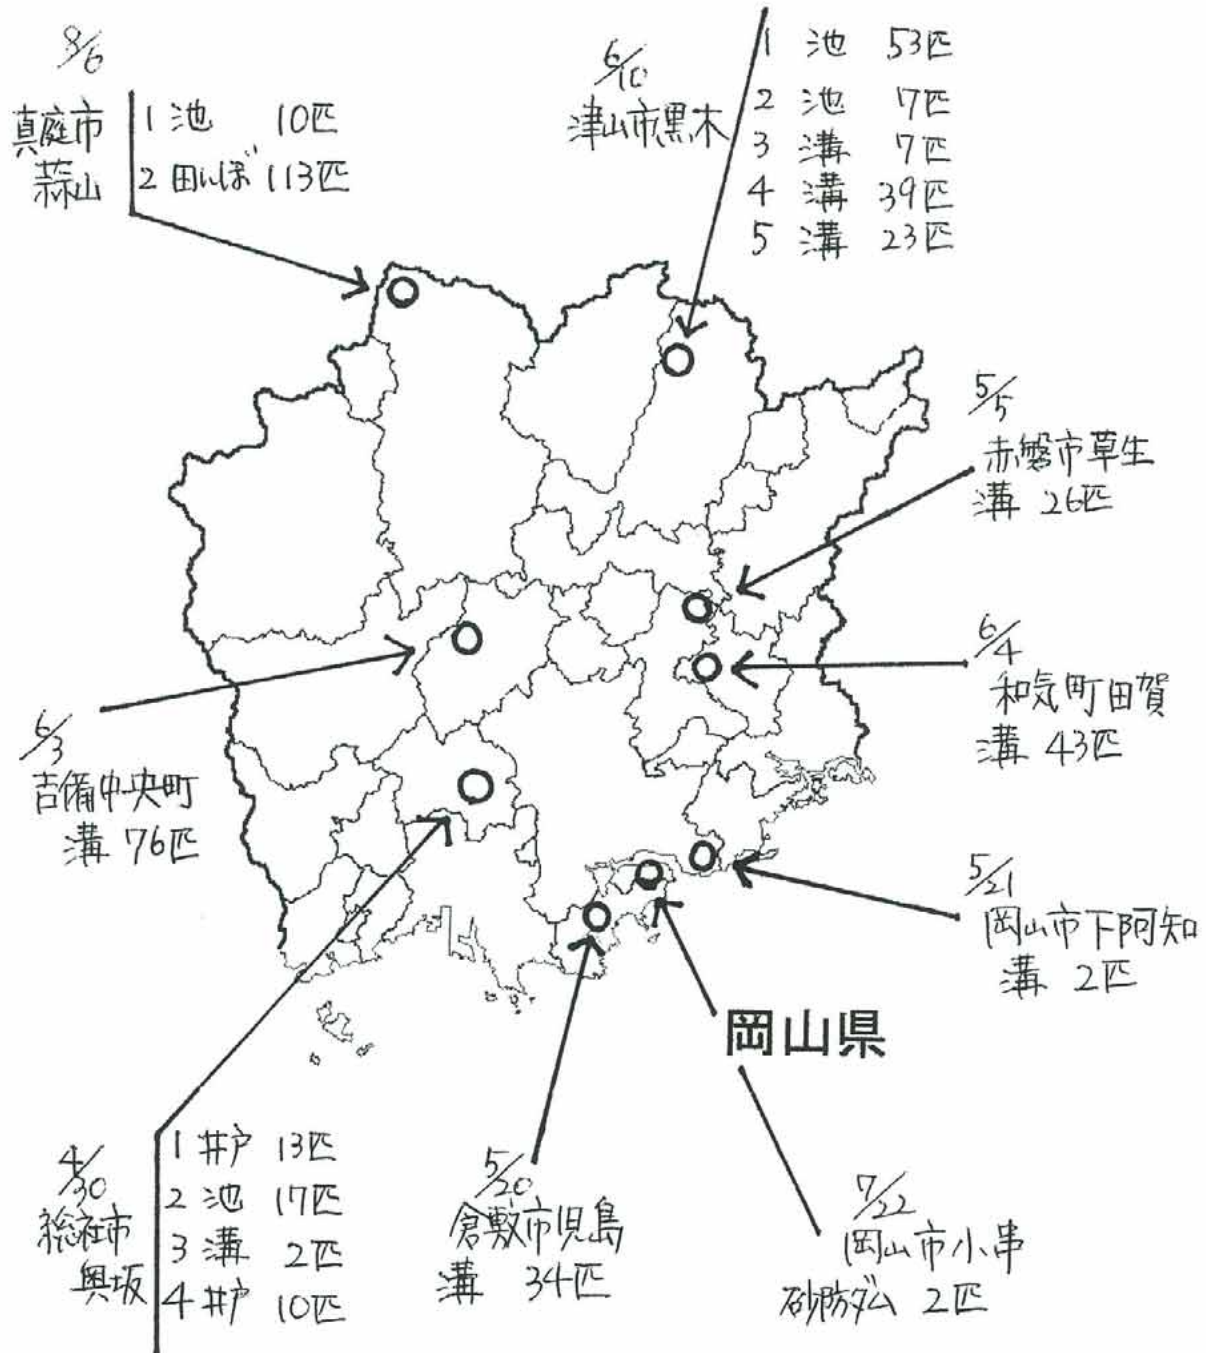 8/6
真庭市
蒜山
1 池 10匹
2 田んぼ 113匹
6/10
津山市黒木
1 池 53匹
2 池 7匹
3 溝 7匹
4 溝 39匹
5 溝 23匹
5/5
赤磐市草生
溝 26匹
6/4
和気町田賀
溝 43匹
6/3
吉備中央町
溝 76匹
5/21
岡山市下阿知
溝 2匹
岡山県
4/30
総社市
奥坂
1 井戸 13匹
2 池 17匹
3 溝 2匹
4 井戸 10匹
5/20
倉敷市児島
溝 34匹
7/22
岡山市小串
砂防ダム 2匹